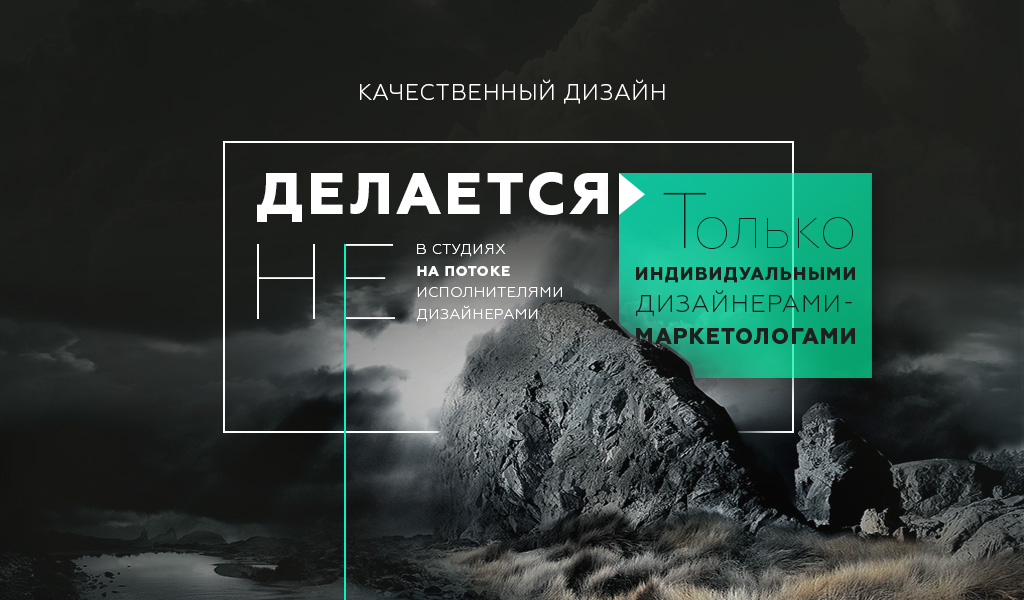 КАЧЕСТВЕННЫЙ ДИЗАЙН
ДЕЛАЕТСЯ
НЕ
В СТУДИЯХ
НА ПОТОКЕ
ИСПОЛНИТЕЛЯМИ
ДИЗАЙНЕРАМИ
Только
ИНДИВИДУАЛЬНЫМИ
ДИЗАЙНЕРАМИ-
МАРКЕТОЛОГАМИ